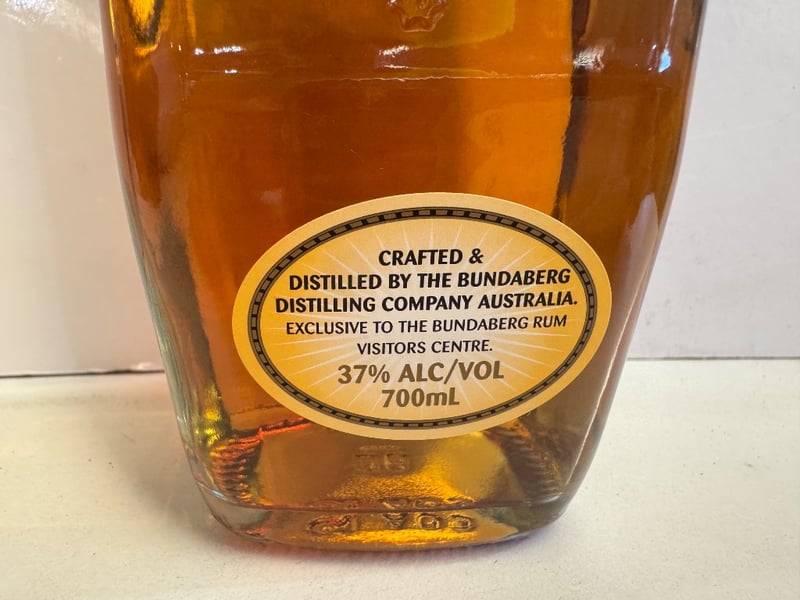 CRAFTED &
DISTILLED BY THE BUNDABERG
DISTILLING COMPANY AUSTRALIA.
EXCLUSIVE TO THE BUNDABERG RUM
VISITORS CENTRE.
37% ALC/VOL
700mL